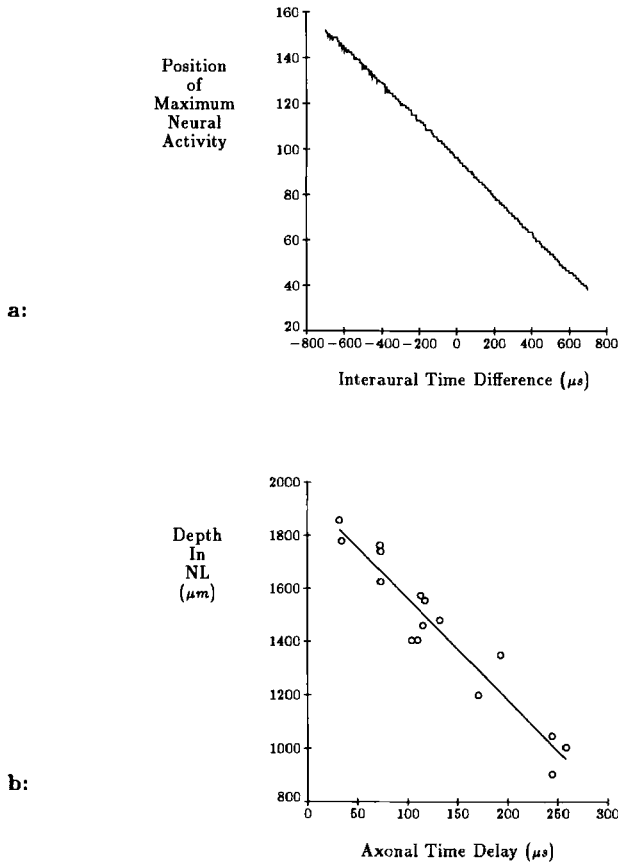 160
140
120
100
80
60
40
20
Position
of
Maximum
Neural
Activity
−800 −600 −400 −200 0 200 400 600 800
Interaural Time Difference (μs)
a:
2000
1800
1600
1400
1200
1000
800
Depth
In
NL
(μm)
0 50 100 150 200 250 300
Axonal Time Delay (μs)
b: